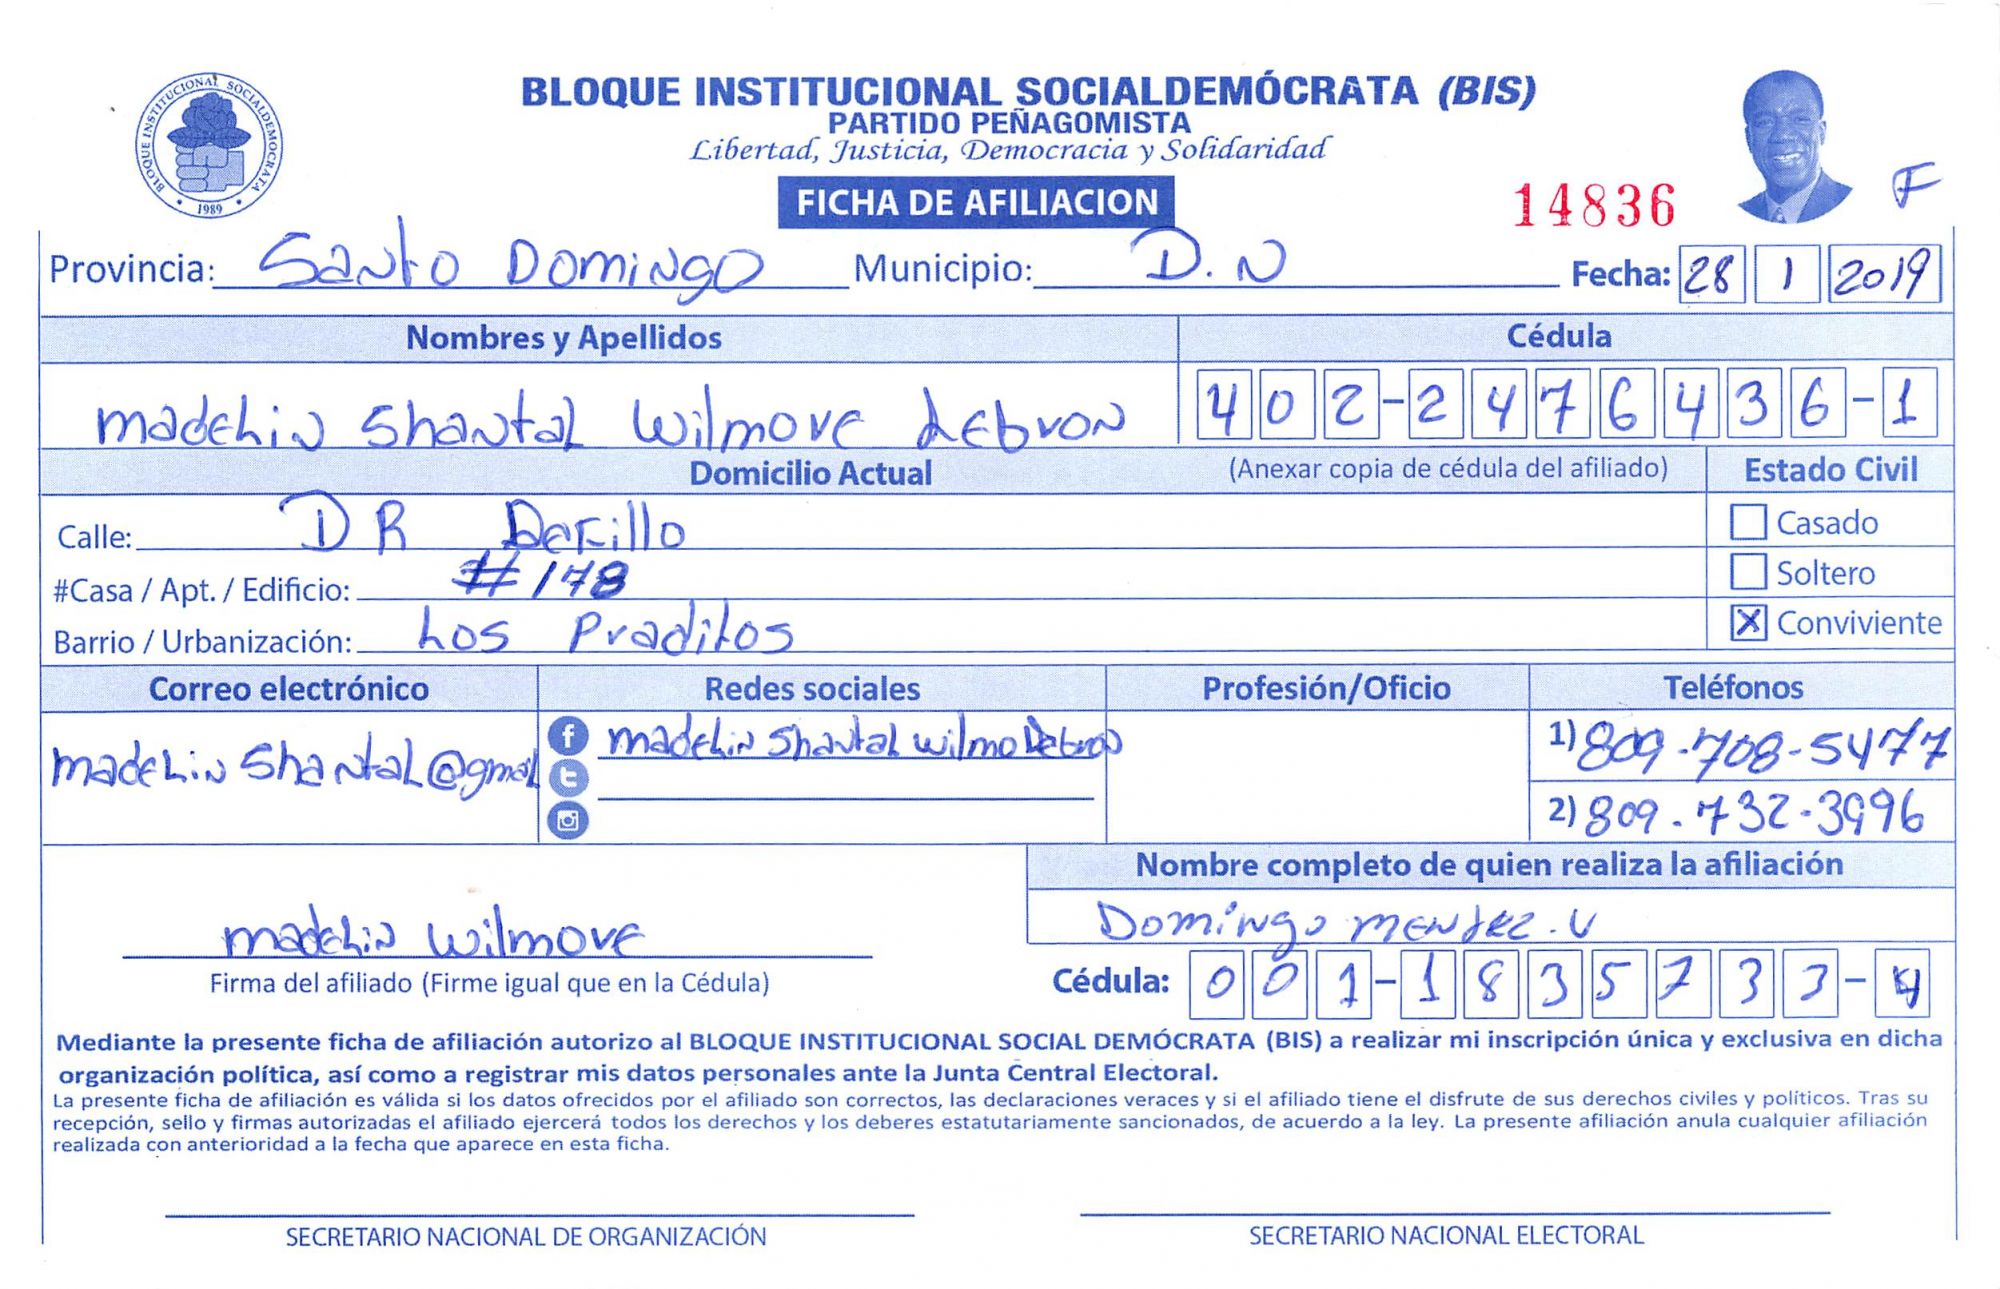 BLOQUE INSTITUCIONAL SOCIALDEMOCRATA
• 1989 •
BLOQUE INSTITUCIONAL SOCIALDEMÓCRATA (BIS)
PARTIDO PEÑAGOMISTA
Libertad, Justicia, Democracia y Solidaridad
FICHA DE AFILIACION
14836
F
Provincia: Santo Domingo Municipio: D.N Fecha: 28 1 2019
Nombres y Apellidos Cédula
madeLin Shantal Wilmore Lebron 402-2476436-1
Domicilio Actual (Anexar copia de cédula del afiliado) Estado Civil
Calle: DR DeFillo Casado
#Casa / Apt. / Edificio: #178 Soltero
Barrio / Urbanización: Los Praditos X Conviviente
Correo electrónico Redes sociales Profesión/Oficio Teléfonos
madeLin Shantal@gmail madeLin Shantal wilmo Lebron 1) 809-708-5477
2) 809-732-3996
Nombre completo de quien realiza la afiliación
madeLin Wilmore Domingo Mendez. V
Firma del afiliado (Firme igual que en la Cédula) Cédula: 001-1835733-4
Mediante la presente ficha de afiliación autorizo al BLOQUE INSTITUCIONAL SOCIAL DEMÓCRATA (BIS) a realizar mi inscripción única y exclusiva en dicha
organización política, así como a registrar mis datos personales ante la Junta Central Electoral.
La presente ficha de afiliación es válida si los datos ofrecidos por el afiliado son correctos, las declaraciones veraces y si el afiliado tiene el disfrute de sus derechos civiles y políticos. Tras su
recepción, sello y firmas autorizadas el afiliado ejercerá todos los derechos y los deberes estatutariamente sancionados, de acuerdo a la ley. La presente afiliación anula cualquier afiliación
realizada con anterioridad a la fecha que aparece en esta ficha.
SECRETARIO NACIONAL DE ORGANIZACIÓN SECRETARIO NACIONAL ELECTORAL